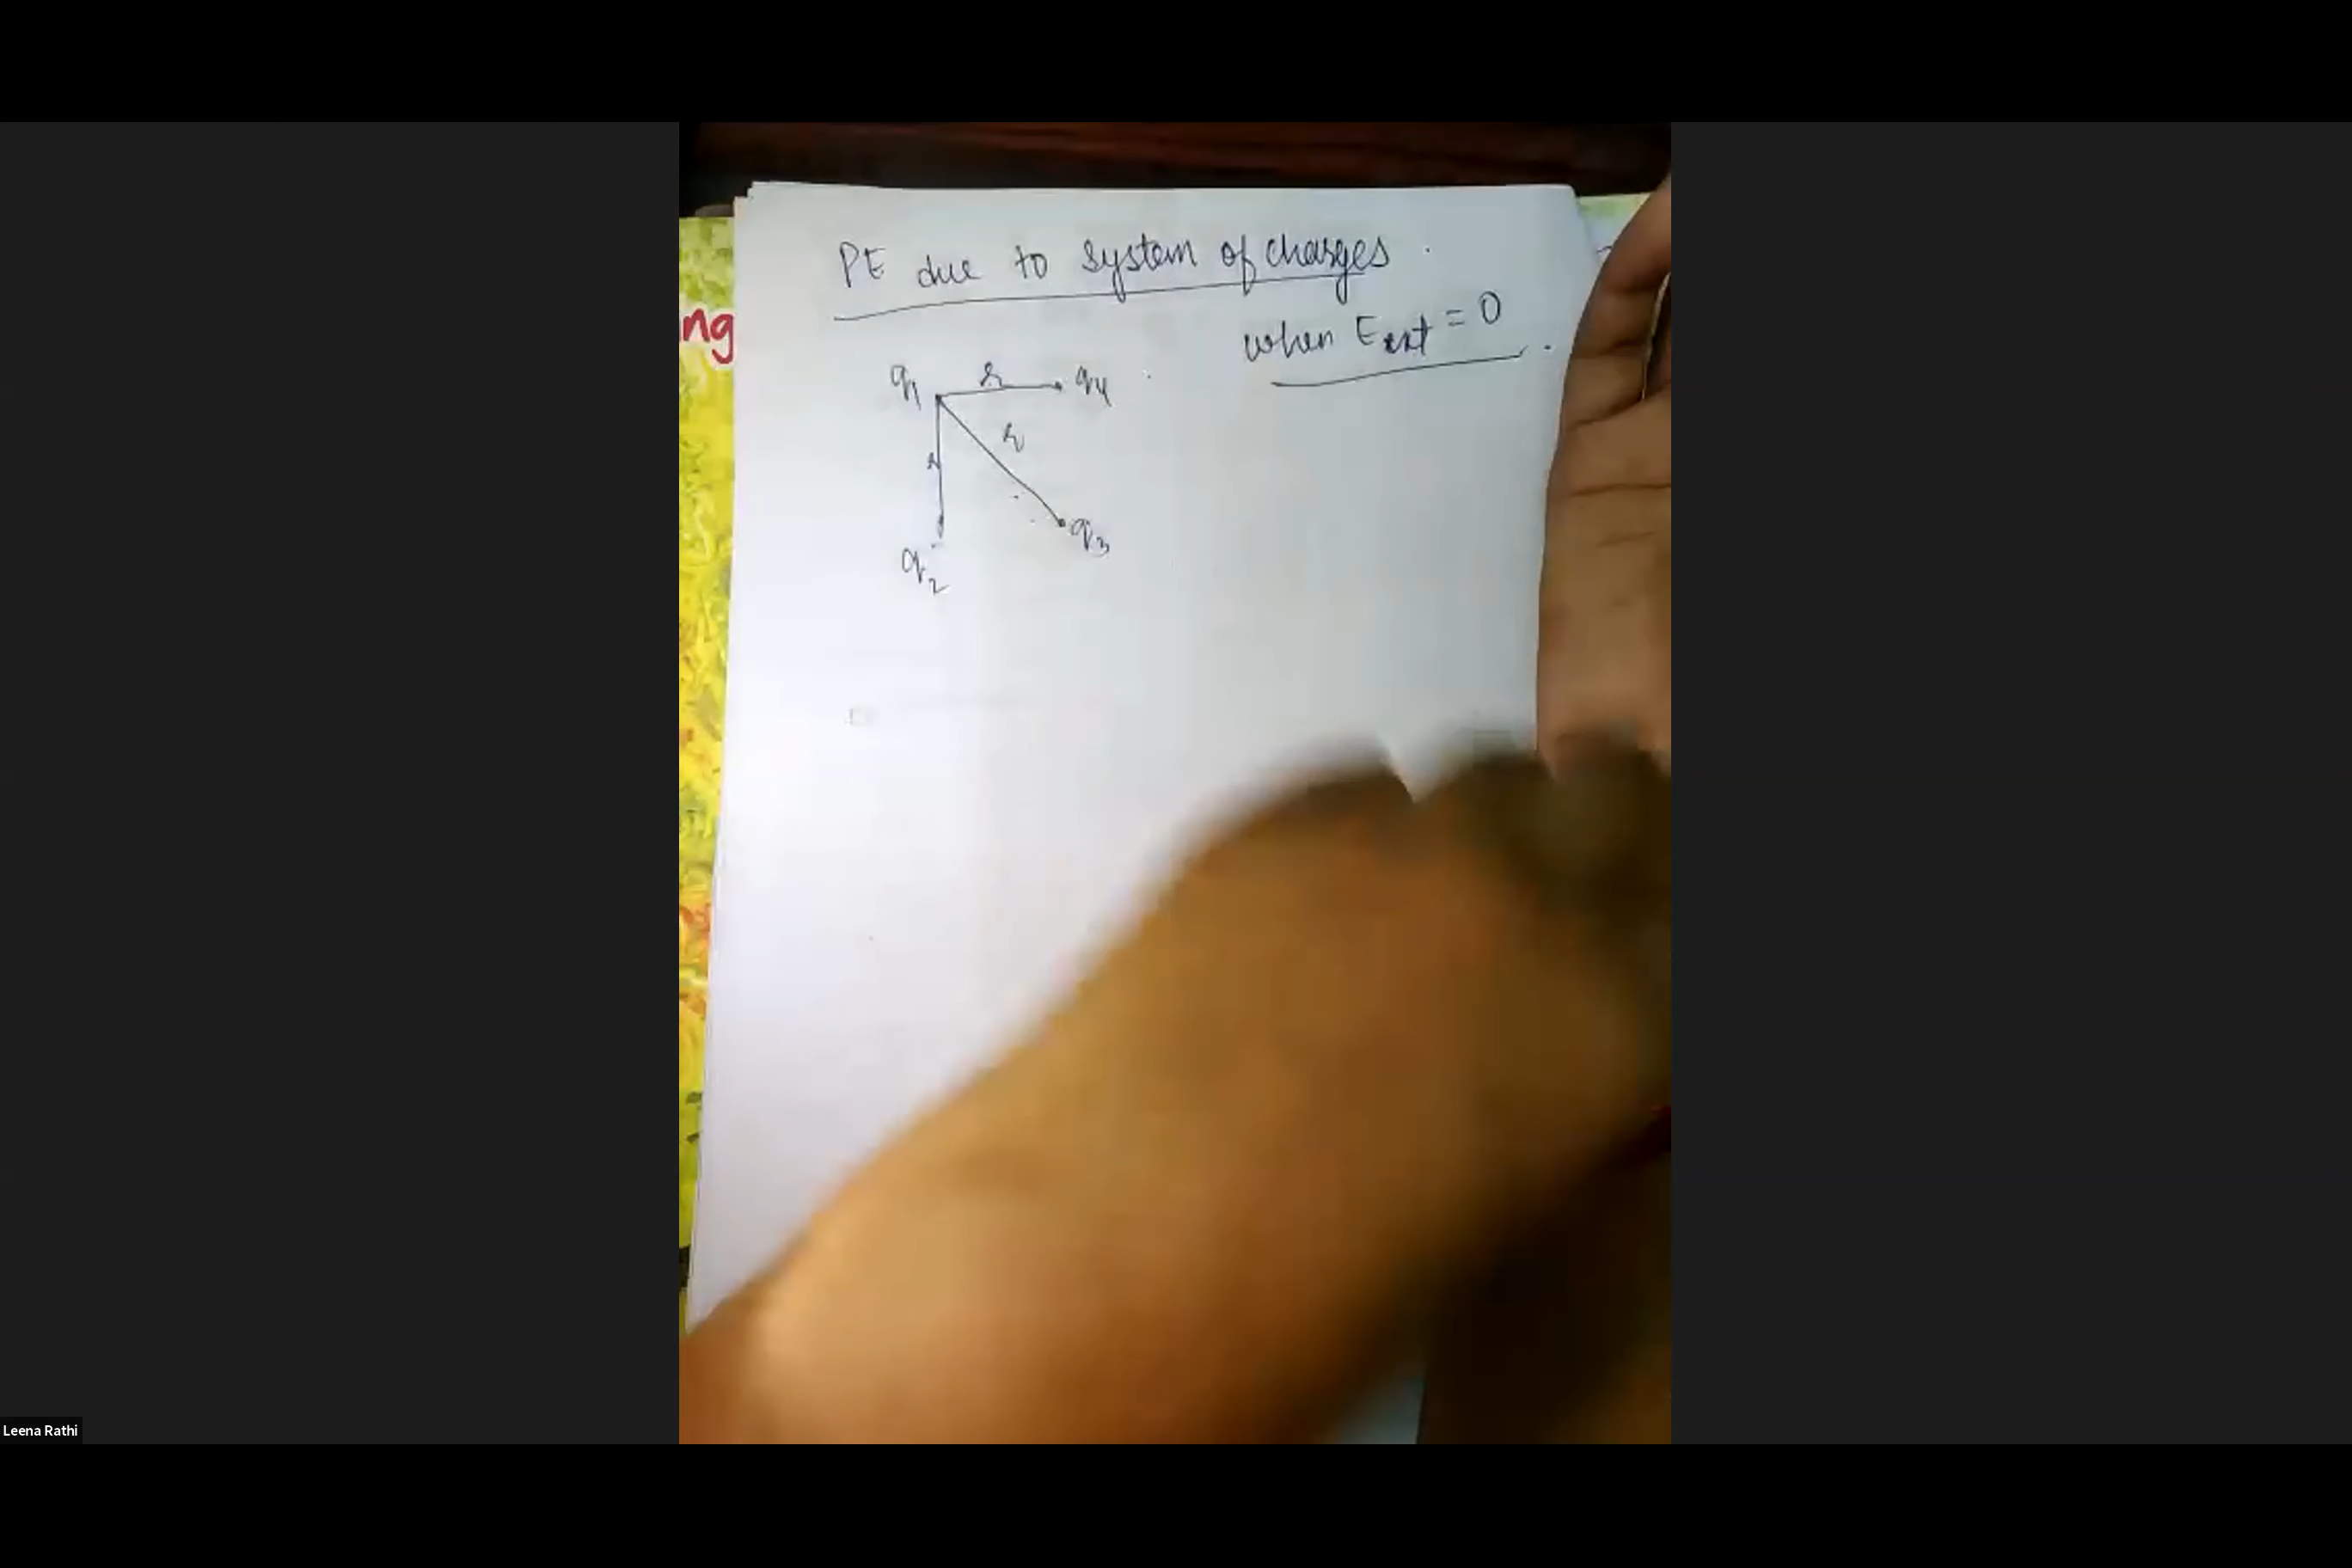 PE due to system of charges.
when Eext = 0.
ng
q1 r q4
r
r
q3
q2
Leena Rathi